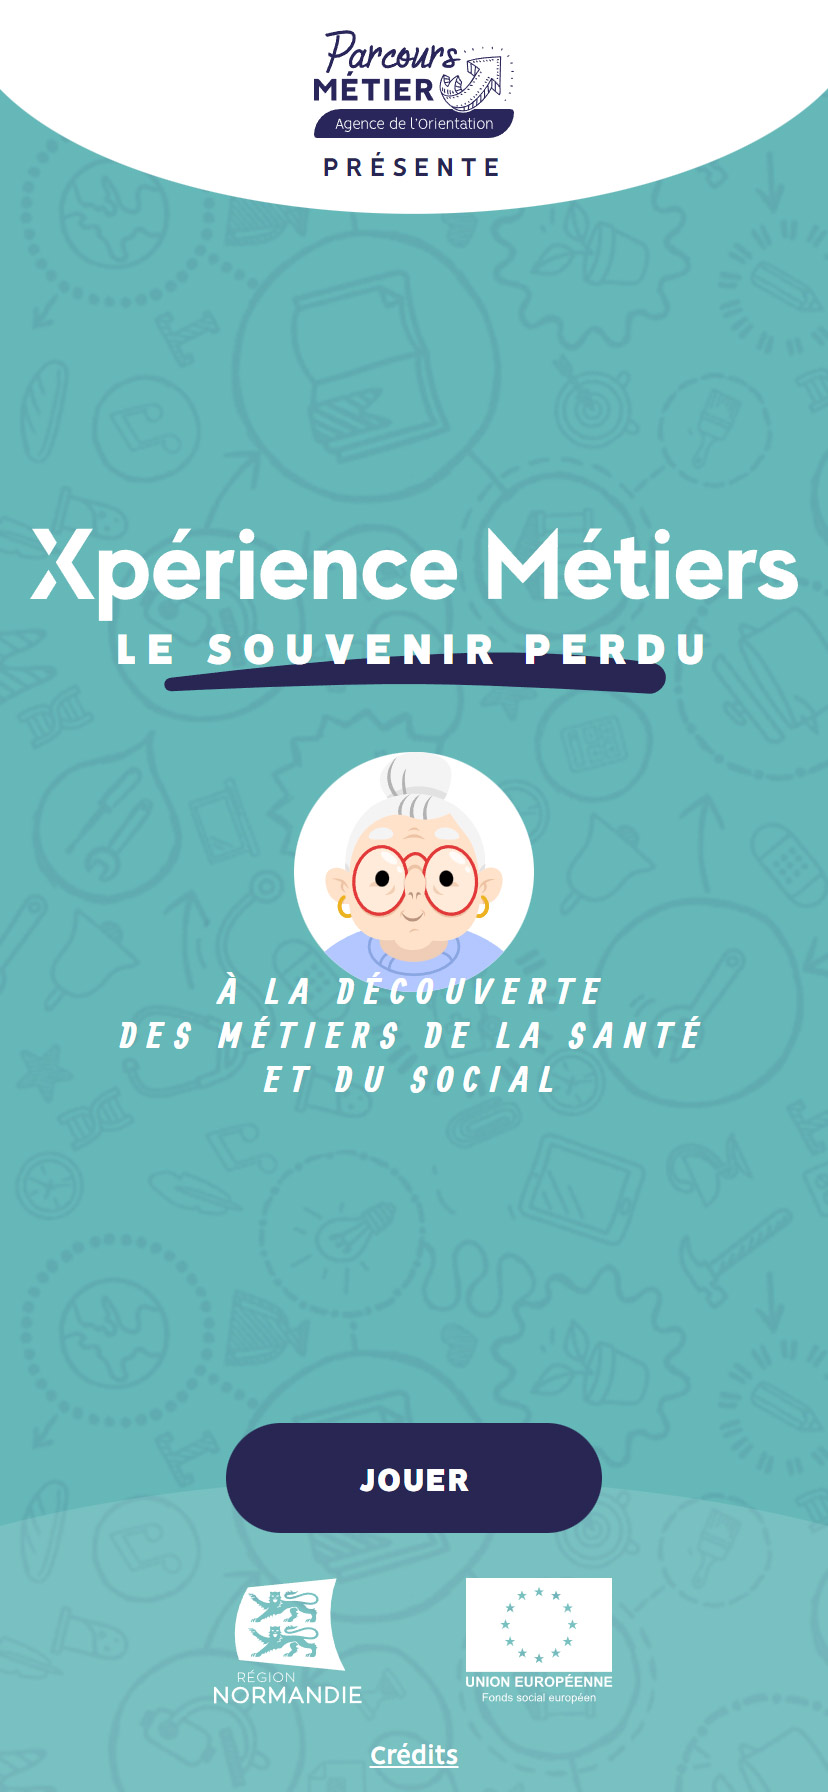 Parcours
MÉTIER
Agence de l'Orientation
PRÉSENTE
Xpérience Métiers
LE SOUVENIR PERDU
À LA DÉCOUVERTE
DES MÉTIERS DE LA SANTÉ
ET DU SOCIAL
JOUER
RÉGION
NORMANDIE
UNION EUROPÉENNE
Fonds social européen
Crédits